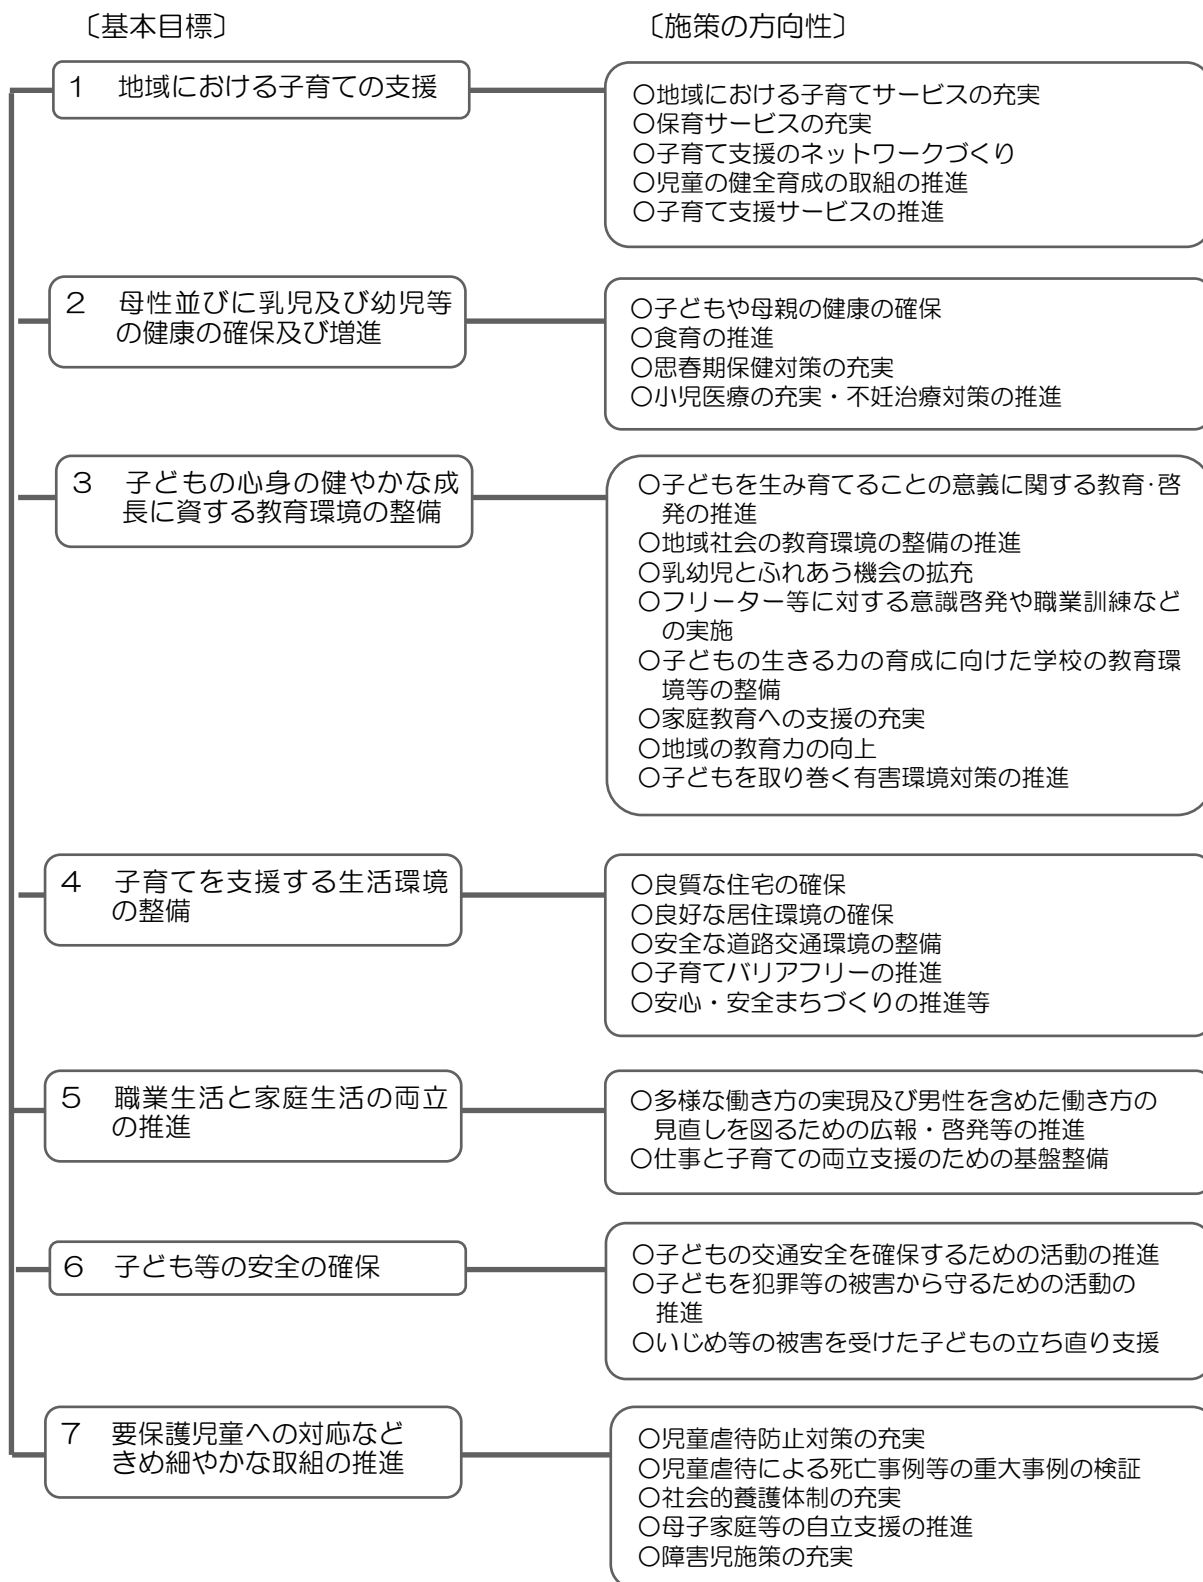 〔基本目標〕
〔施策の方向性〕
１　地域における子育ての支援
○地域における子育てサービスの充実
○保育サービスの充実
○子育て支援のネットワークづくり
○児童の健全育成の取組の推進
○子育て支援サービスの推進
２　母性並びに乳児及び幼児等
の健康の確保及び増進
○子どもや母親の健康の確保
○食育の推進
○思春期保健対策の充実
○小児医療の充実・不妊治療対策の推進
３　子どもの心身の健やかな成
長に資する教育環境の整備
○子どもを生み育てることの意義に関する教育･啓
発の推進
○地域社会の教育環境の整備の推進
○乳幼児とふれあう機会の拡充
○フリーター等に対する意識啓発や職業訓練など
の実施
○子どもの生きる力の育成に向けた学校の教育環
境等の整備
○家庭教育への支援の充実
○地域の教育力の向上
○子どもを取り巻く有害環境対策の推進
４　子育てを支援する生活環境
の整備
○良質な住宅の確保
○良好な居住環境の確保
○安全な道路交通環境の整備
○子育てバリアフリーの推進
○安心・安全まちづくりの推進等
５　職業生活と家庭生活の両立
の推進
○多様な働き方の実現及び男性を含めた働き方の
見直しを図るための広報・啓発等の推進
○仕事と子育ての両立支援のための基盤整備
６　子ども等の安全の確保
○子どもの交通安全を確保するための活動の推進
○子どもを犯罪等の被害から守るための活動の
推進
○いじめ等の被害を受けた子どもの立ち直り支援
７　要保護児童への対応など
きめ細やかな取組の推進
○児童虐待防止対策の充実
○児童虐待による死亡事例等の重大事例の検証
○社会的養護体制の充実
○母子家庭等の自立支援の推進
○障害児施策の充実